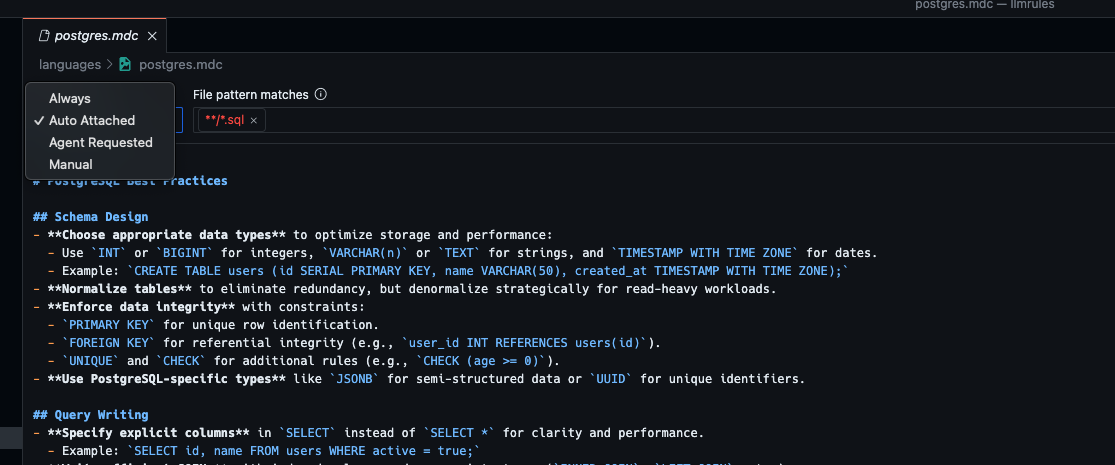 postgres.mdc — llmrules
postgres.mdc ×
languages > postgres.mdc
Always
✓ Auto Attached
Agent Requested
Manual
File pattern matches
**/*.sql ×
# PostgreSQL Best Practices
## Schema Design
- **Choose appropriate data types** to optimize storage and performance:
  - Use `INT` or `BIGINT` for integers, `VARCHAR(n)` or `TEXT` for strings, and `TIMESTAMP WITH TIME ZONE` for dates.
  - Example: `CREATE TABLE users (id SERIAL PRIMARY KEY, name VARCHAR(50), created_at TIMESTAMP WITH TIME ZONE);`
- **Normalize tables** to eliminate redundancy, but denormalize strategically for read-heavy workloads.
- **Enforce data integrity** with constraints:
  - `PRIMARY KEY` for unique row identification.
  - `FOREIGN KEY` for referential integrity (e.g., `user_id INT REFERENCES users(id)`).
  - `UNIQUE` and `CHECK` for additional rules (e.g., `CHECK (age >= 0)`).
- **Use PostgreSQL-specific types** like `JSONB` for semi-structured data or `UUID` for unique identifiers.
## Query Writing
- **Specify explicit columns** in `SELECT` instead of `SELECT *` for clarity and performance.
  - Example: `SELECT id, name FROM users WHERE active = true;`